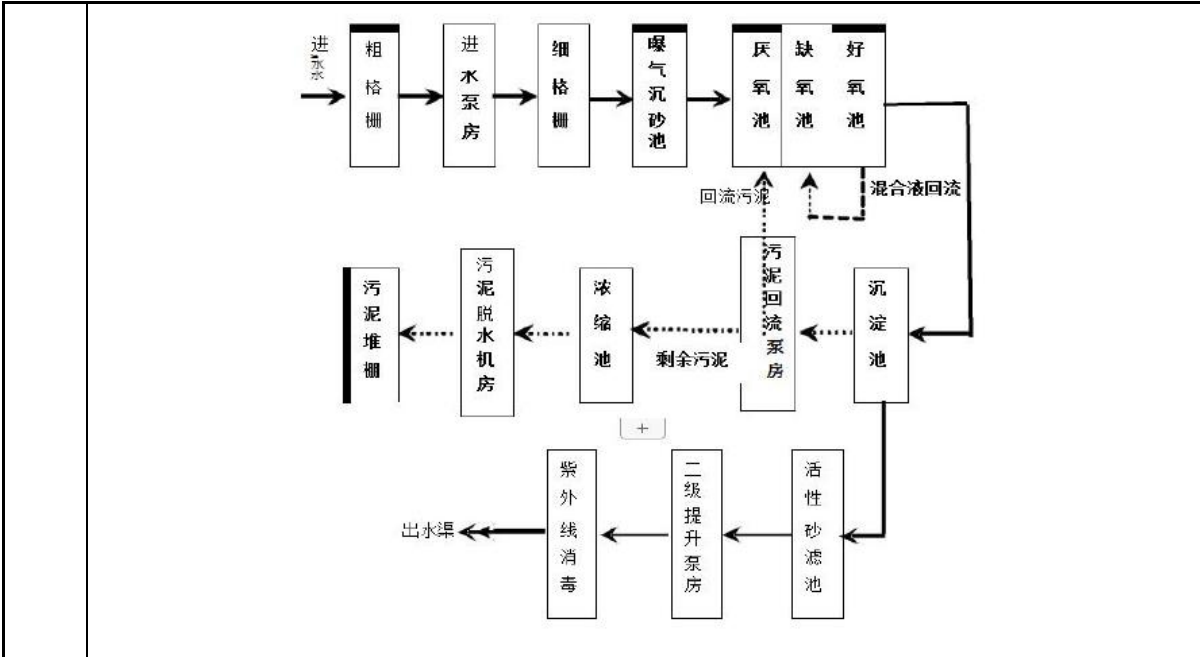 进水
粗格栅
进水泵房
细格栅
曝气沉砂池
厌氧池
缺氧池
好氧池
回流污泥
混合液回流
污泥堆棚
污泥脱水机房
浓缩池
剩余污泥
污泥回流泵房
沉淀池
+
出水渠
紫外线消毒
二级提升泵房
活性砂滤池